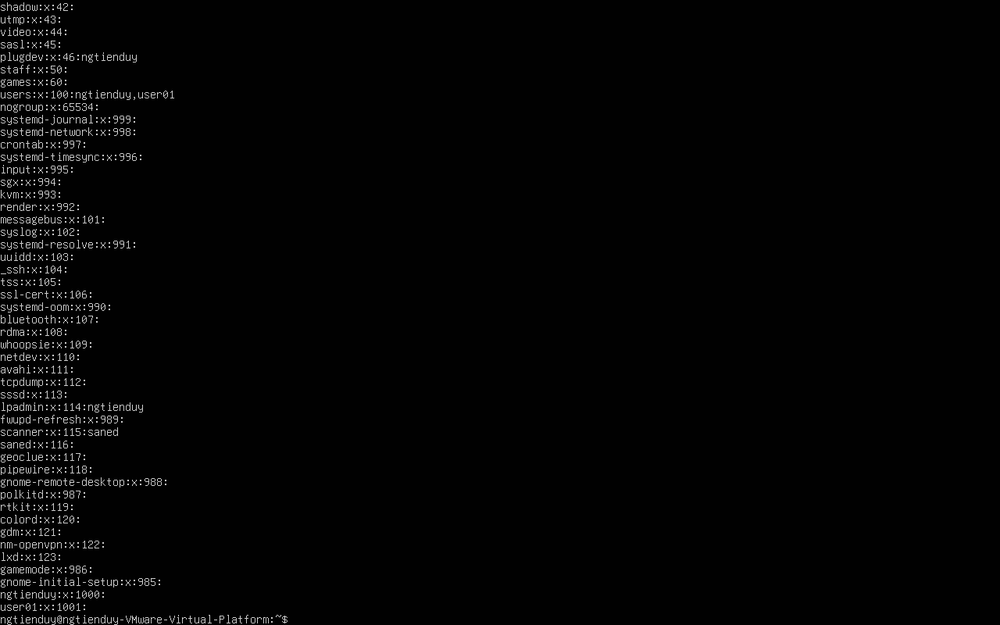 shadow:x:42:
utmp:x:43:
video:x:44:
sasl:x:45:
plugdev:x:46:ngtienduy
staff:x:50:
games:x:60:
users:x:100:ngtienduy,user01
nogroup:x:65534:
systemd-journal:x:999:
systemd-network:x:998:
crontab:x:997:
systemd-timesync:x:996:
input:x:995:
sgx:x:994:
kvm:x:993:
render:x:992:
messagebus:x:101:
syslog:x:102:
systemd-resolve:x:991:
uuidd:x:103:
_ssh:x:104:
tss:x:105:
ssl-cert:x:106:
systemd-oom:x:990:
bluetooth:x:107:
rdma:x:108:
whoopsie:x:109:
netdev:x:110:
avahi:x:111:
tcpdump:x:112:
sssd:x:113:
lpadmin:x:114:ngtienduy
fwupd-refresh:x:989:
scanner:x:115:saned
saned:x:116:
geoclue:x:117:
pipewire:x:118:
gnome-remote-desktop:x:988:
polkitd:x:987:
rtkit:x:119:
colord:x:120:
gdm:x:121:
nm-openvpn:x:122:
lxd:x:123:
gamemode:x:986:
gnome-initial-setup:x:985:
ngtienduy:x:1000:
user01:x:1001:
ngtienduy@ngtienduy-VMware-Virtual-Platform:~$